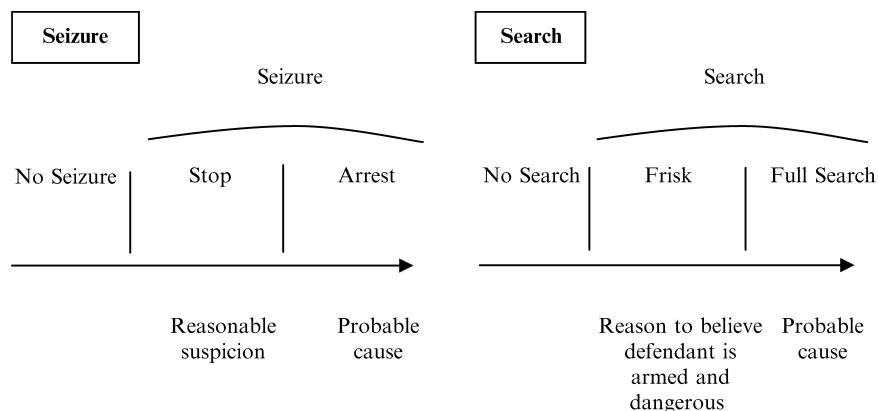 Seizure
Seizure
No Seizure
Stop
Arrest
Reasonable
suspicion
Probable
cause
Search
Search
No Search
Frisk
Full Search
Reason to believe
defendant is
armed and
dangerous
Probable
cause